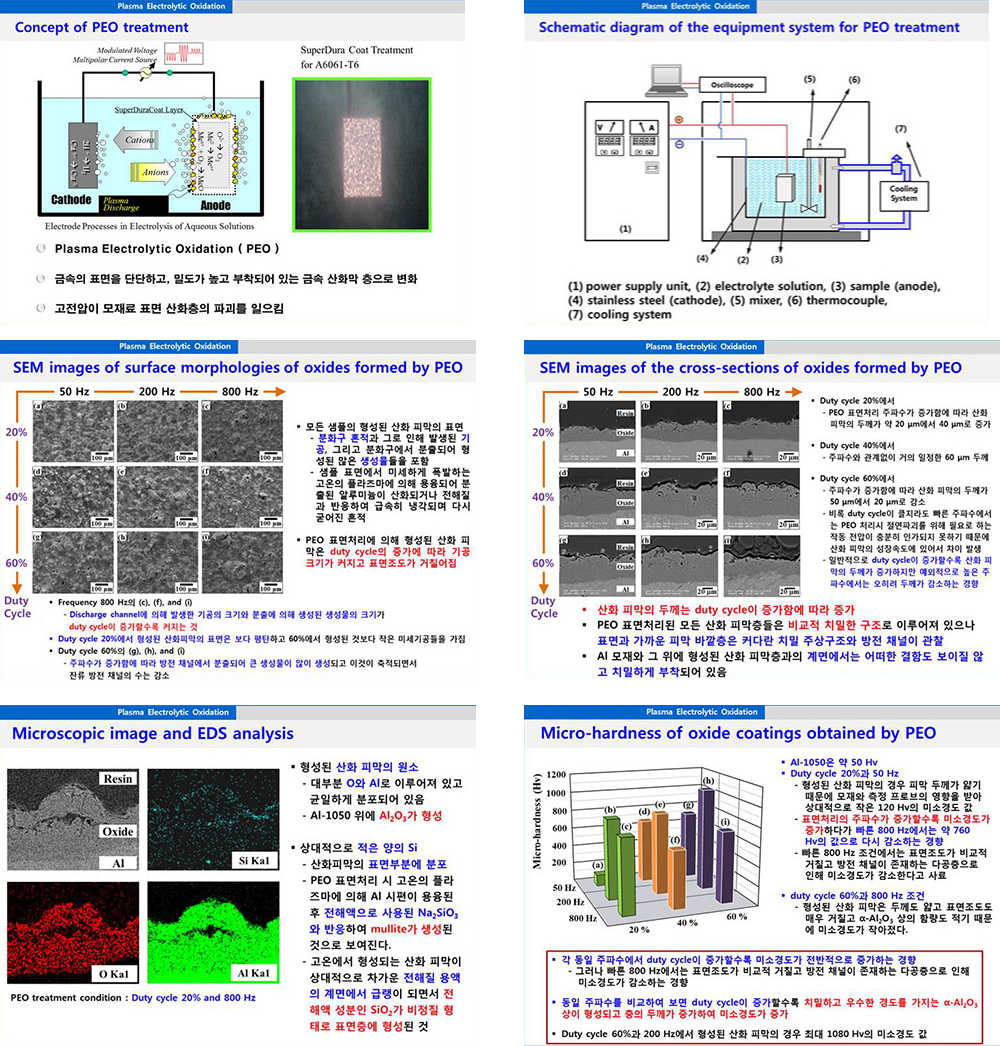 Plasma Electrolytic Oxidation
Concept of PEO treatment
Modulated Voltage
Multipolar Current Source
SuperDura Coat Treatment
for A6061-T6
SuperDuraCoat Layer
Cations
Anions
Cathode
Plasma
Discharge
Anode
Electrode Processes in Electrolysis of Aqueous Solutions
Plasma Electrolytic Oxidation ( PEO )
금속의 표면을 단단하고, 밀도가 높고 부착되어 있는 금속 산화막 층으로 변화
고전압이 모재료 표면 산화층의 파괴를 일으킴
Plasma Electrolytic Oxidation
Schematic diagram of the equipment system for PEO treatment
Oscilloscope
(5)
(6)
V
A
(7)
Cooling
System
(1)
(4)
(2)
(3)
(1) power supply unit, (2) electrolyte solution, (3) sample (anode),
(4) stainless steel (cathode), (5) mixer, (6) thermocouple,
(7) cooling system
Plasma Electrolytic Oxidation
SEM images of surface morphologies of oxides formed by PEO
50 Hz 200 Hz 800 Hz
(a) (b) (c)
20%
100 μm 100 μm 100 μm
(d) (e) (f)
40%
100 μm 100 μm 100 μm
(g) (h) (i)
60%
100 μm 100 μm 100 μm
Duty
Cycle
▪ 모든 샘플의 형성된 산화 피막의 표면
- 분화구 흔적과 그로 인해 발생된 기
공, 그리고 분화구에서 분출되어 형
성된 많은 생성물들을 포함
- 샘플 표면에서 미세하게 폭발하는
고온의 플라즈마에 의해 용융되어 분
출된 알루미늄이 산화되거나 전해질
과 반응하여 급속히 냉각되며 다시
굳어진 흔적
▪ PEO 표면처리에 의해 형성된 산화 피
막은 duty cycle의 증가에 따라 기공
크기가 커지고 표면조도가 거칠어짐
▪ Frequency 800 Hz의 (c), (f), and (i)
- Discharge channel에 의해 발생한 기공의 크기와 분출에 의해 생성된 생성물의 크기가
duty cycle이 증가할수록 커지는 것
▪ Duty cycle 20%에서 형성된 산화피막의 표면은 보다 평탄하고 60%에서 형성된 것보다 작은 미세기공들을 가짐
▪ Duty cycle 60%의 (g), (h), and (i)
- 주파수가 증가함에 따라 방전 채널에서 분출되어 큰 생성물이 많이 생성되고 이것이 축적되면서
잔류 방전 채널의 수는 감소
Plasma Electrolytic Oxidation
SEM images of the cross-sections of oxides formed by PEO
50 Hz 200 Hz 800 Hz
(a) (b) (c)
Resin
Oxide
20%
Al 20 μm 20 μm 20 μm
(d) (e) (f)
Resin
Oxide
40%
Al 20 μm 20 μm 20 μm
(g) (h) (i)
Resin
Oxide
60%
Al 20 μm 20 μm 20 μm
Duty
Cycle
▪ Duty cycle 20%에서
- PEO 표면처리 주파수가 증가함에 따라 산화
피막의 두께가 약 20 μm에서 40 μm로 증가
▪ Duty cycle 40%에서
- 주파수와 관계없이 거의 일정한 60 μm 두께
▪ Duty cycle 60%에서
- 주파수가 증가함에 따라 산화 피막의 두께가
50 μm에서 20 μm로 감소
- 비록 duty cycle이 클지라도 빠른 주파수에서
는 PEO 처리시 절연파괴를 위해 필요로 하는
작동 전압이 충분히 인가되지 못하기 때문에
산화 피막의 성장속도에 있어서 차이 발생
- 일반적으로 duty cycle이 증가할수록 산화 피
막의 두께가 증가하지만 예외적으로 높은 주
파수에서는 오히려 두께가 감소하는 경향
▪ 산화 피막의 두께는 duty cycle이 증가함에 따라 증가
▪ PEO 표면처리된 모든 산화 피막층들은 비교적 치밀한 구조로 이루어져 있으나
표면과 가까운 피막 바깥층은 커다란 치밀 주상구조와 방전 채널이 관찰
▪ Al 모재와 그 위에 형성된 산화 피막층과의 계면에서는 어떠한 결함도 보이질 않
고 치밀하게 부착되어 있음
Plasma Electrolytic Oxidation
Microscopic image and EDS analysis
Resin
Oxide
Al
Si Ka1
O Ka1
Al Ka1
PEO treatment condition : Duty cycle 20% and 800 Hz
▪ 형성된 산화 피막의 원소
- 대부분 O와 Al로 이루어져 있고
균일하게 분포되어 있음
- Al-1050 위에 Al₂O₃가 형성
▪ 상대적으로 적은 양의 Si
- 산화피막의 표면부분에 분포
- PEO 표면처리 시 고온의 플라
즈마에 의해 Al 시편이 용융된
후 전해액으로 사용된 Na₂SiO₃
와 반응하여 mullite가 생성된
것으로 보여진다.
- 고온에서 형성되는 산화 피막이
상대적으로 차가운 전해질 용액
의 계면에서 급랭이 되면서 전
해액 성분인 SiO₂가 비정질 형
태로 표면층에 형성된 것
Plasma Electrolytic Oxidation
Micro-hardness of oxide coatings obtained by PEO
Micro-hardness (Hv)
1200
1000
800
600
400
200
(a) (b) (c) (d) (e) (f) (g) (h) (i)
50 Hz
200 Hz
800 Hz
20 %
40 %
60 %
▪ Al-1050은 약 50 Hv
▪ Duty cycle 20%과 50 Hz
- 형성된 산화 피막의 경우 피막 두께가 얇기
때문에 모재와 측정 프로브의 영향을 받아
상대적으로 작은 120 Hv의 미소경도 값
- 표면처리의 주파수가 증가할수록 미소경도가
증가하다가 빠른 800 Hz에서는 약 760
Hv의 값으로 다시 감소하는 경향
- 빠른 800 Hz 조건에서는 표면조도가 비교적
거칠고 방전 채널이 존재하는 다공층으로
인해 미소경도가 감소한다고 사료
▪ duty cycle 60%과 800 Hz 조건
- 형성된 산화 피막은 두께도 얇고 표면조도도
매우 거칠고 α-Al₂O₃ 상의 함량도 적기 때문
에 미소경도가 작아졌다.
▪ 각 동일 주파수에서 duty cycle이 증가할수록 미소경도가 전반적으로 증가하는 경향
- 그러나 빠른 800 Hz에서는 표면조도가 비교적 거칠고 방전 채널이 존재하는 다공층으로 인해
미소경도가 감소하는 경향
▪ 동일 주파수를 비교하여 보면 duty cycle이 증가할수록 치밀하고 우수한 경도를 가지는 α-Al₂O₃
상이 형성되고 층의 두께가 증가하여 미소경도가 증가
▪ Duty cycle 60%과 200 Hz에서 형성된 산화 피막의 경우 최대 1080 Hv의 미소경도 값